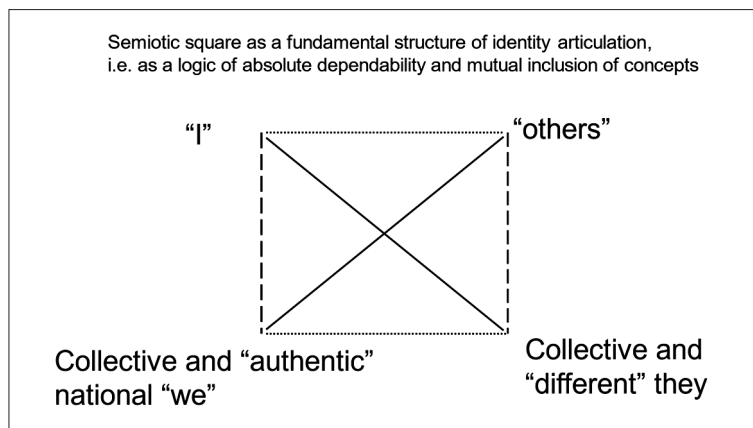 Semiotic square as a fundamental structure of identity articulation,
i.e. as a logic of absolute dependability and mutual inclusion of concepts
“I”
“others”
Collective and “authentic”
national “we”
Collective and
“different” they